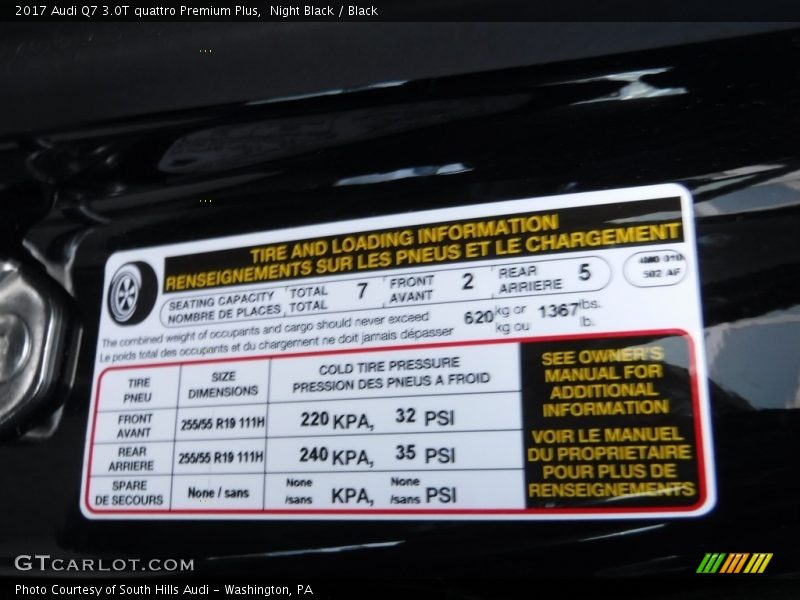 2017 Audi Q7 3.0T quattro Premium Plus,  Night Black / Black
TIRE AND LOADING INFORMATION
RENSEIGNEMENTS SUR LES PNEUS ET LE CHARGEMENT
SEATING CAPACITY TOTAL 7 FRONT 2 REAR 5
NOMBRE DE PLACES TOTAL AVANT ARRIERE
4M0 010
502 AF
The combined weight of occupants and cargo should never exceed 620 kg or 1367 lbs.
Le poids total des occupants et du chargement ne doit jamais dépasser kg ou lb.
TIRE SIZE COLD TIRE PRESSURE
PNEU DIMENSIONS PRESSION DES PNEUS A FROID
FRONT
AVANT
255/55 R19 111H 220 KPA, 32 PSI
REAR
ARRIERE
255/55 R19 111H 240 KPA, 35 PSI
SPARE
DE SECOURS
None / sans
None
/sans KPA,
None
/sans PSI
SEE OWNER'S
MANUAL FOR
ADDITIONAL
INFORMATION
VOIR LE MANUEL
DU PROPRIETAIRE
POUR PLUS DE
RENSEIGNEMENTS
GTCARLOT.COM
Photo Courtesy of South Hills Audi - Washington, PA